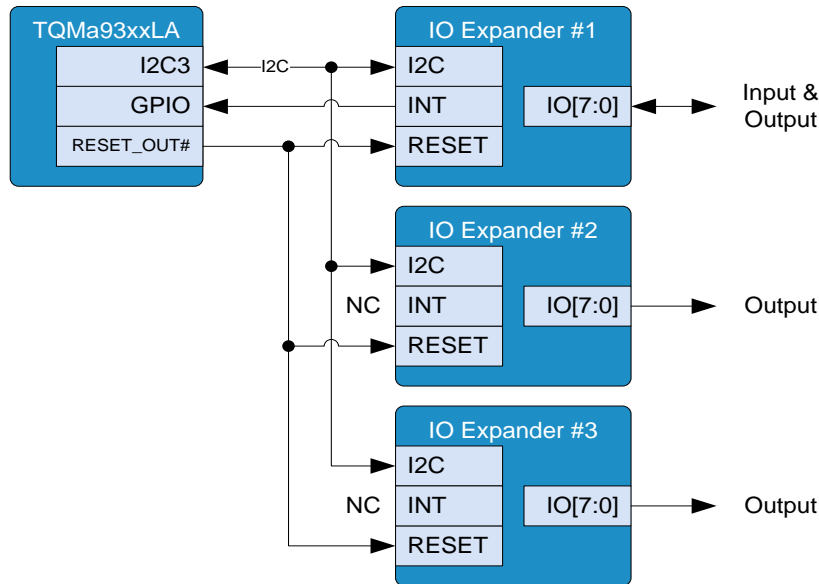 TQMa93xxLA
I2C3
GPIO
RESET_OUT#
I2C
IO Expander #1
I2C
INT
RESET
IO[7:0]
Input &
Output
IO Expander #2
I2C
NC
INT
RESET
IO[7:0]
Output
IO Expander #3
I2C
NC
INT
RESET
IO[7:0]
Output